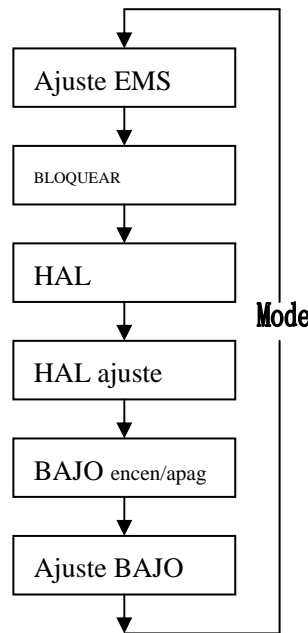 Ajuste EMS
BLOQUEAR
HAL
Mode
HAL ajuste
BAJO encen/apag
Ajuste BAJO